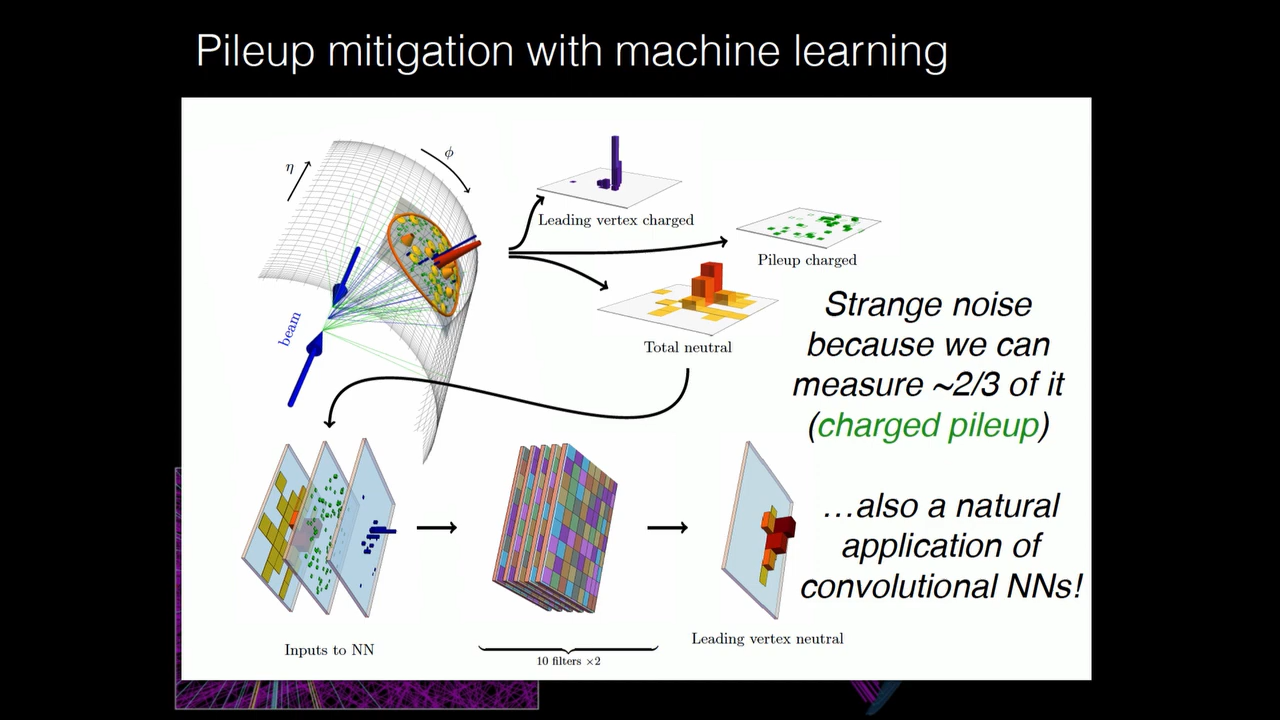 Pileup mitigation with machine learning
η
ϕ
beam
Leading vertex charged
Pileup charged
Total neutral
Strange noise
because we can
measure ~2/3 of it
(charged pileup)
…also a natural
application of
convolutional NNs!
Inputs to NN
10 filters ×2
Leading vertex neutral